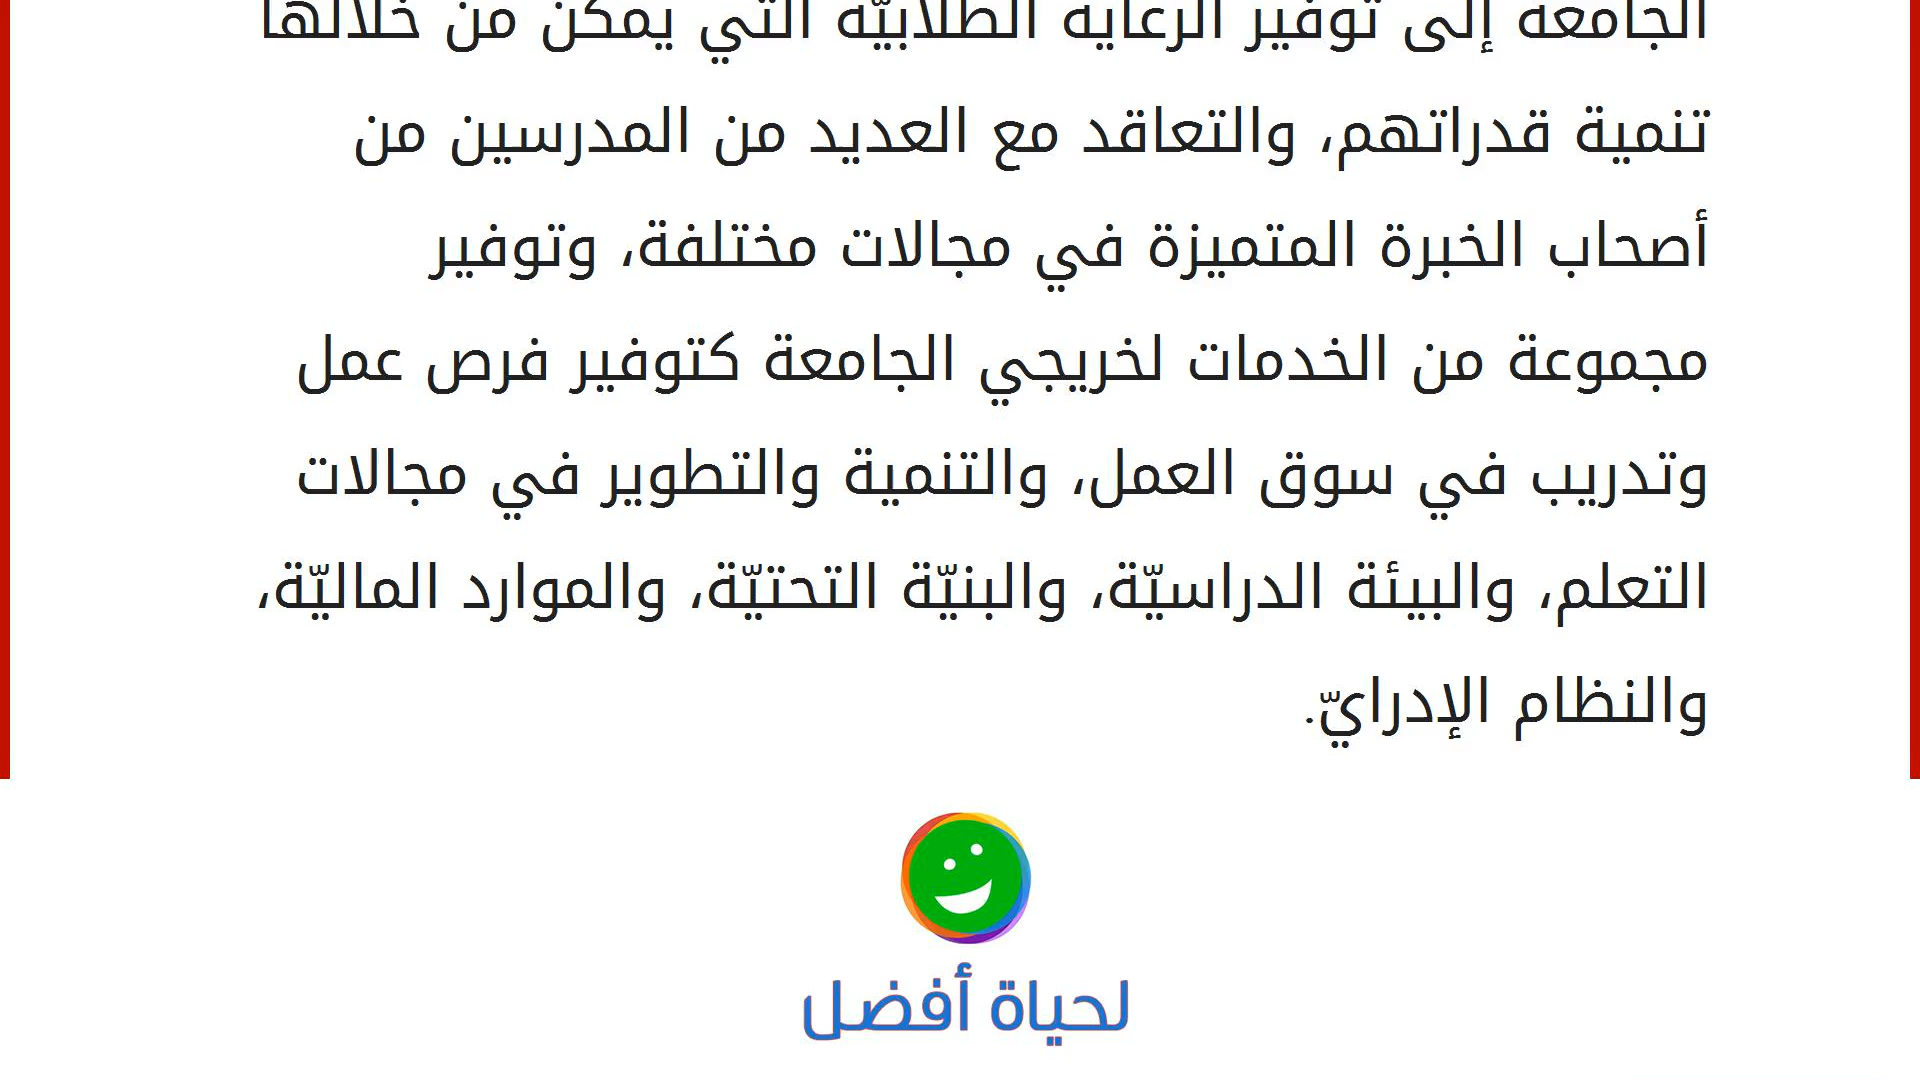 الجامعة إلى توفير الرعاية الطلابيّة التي يمكن من خلالها
تنمية قدراتهم، والتعاقد مع العديد من المدرسين من
أصحاب الخبرة المتميزة في مجالات مختلفة، وتوفير
مجموعة من الخدمات لخريجي الجامعة كتوفير فرص عمل
وتدريب في سوق العمل، والتنمية والتطوير في مجالات
التعلم، والبيئة الدراسيّة، والبنيّة التحتيّة، والموارد الماليّة،
والنظام الإدرايّ.
لحياة أفضل